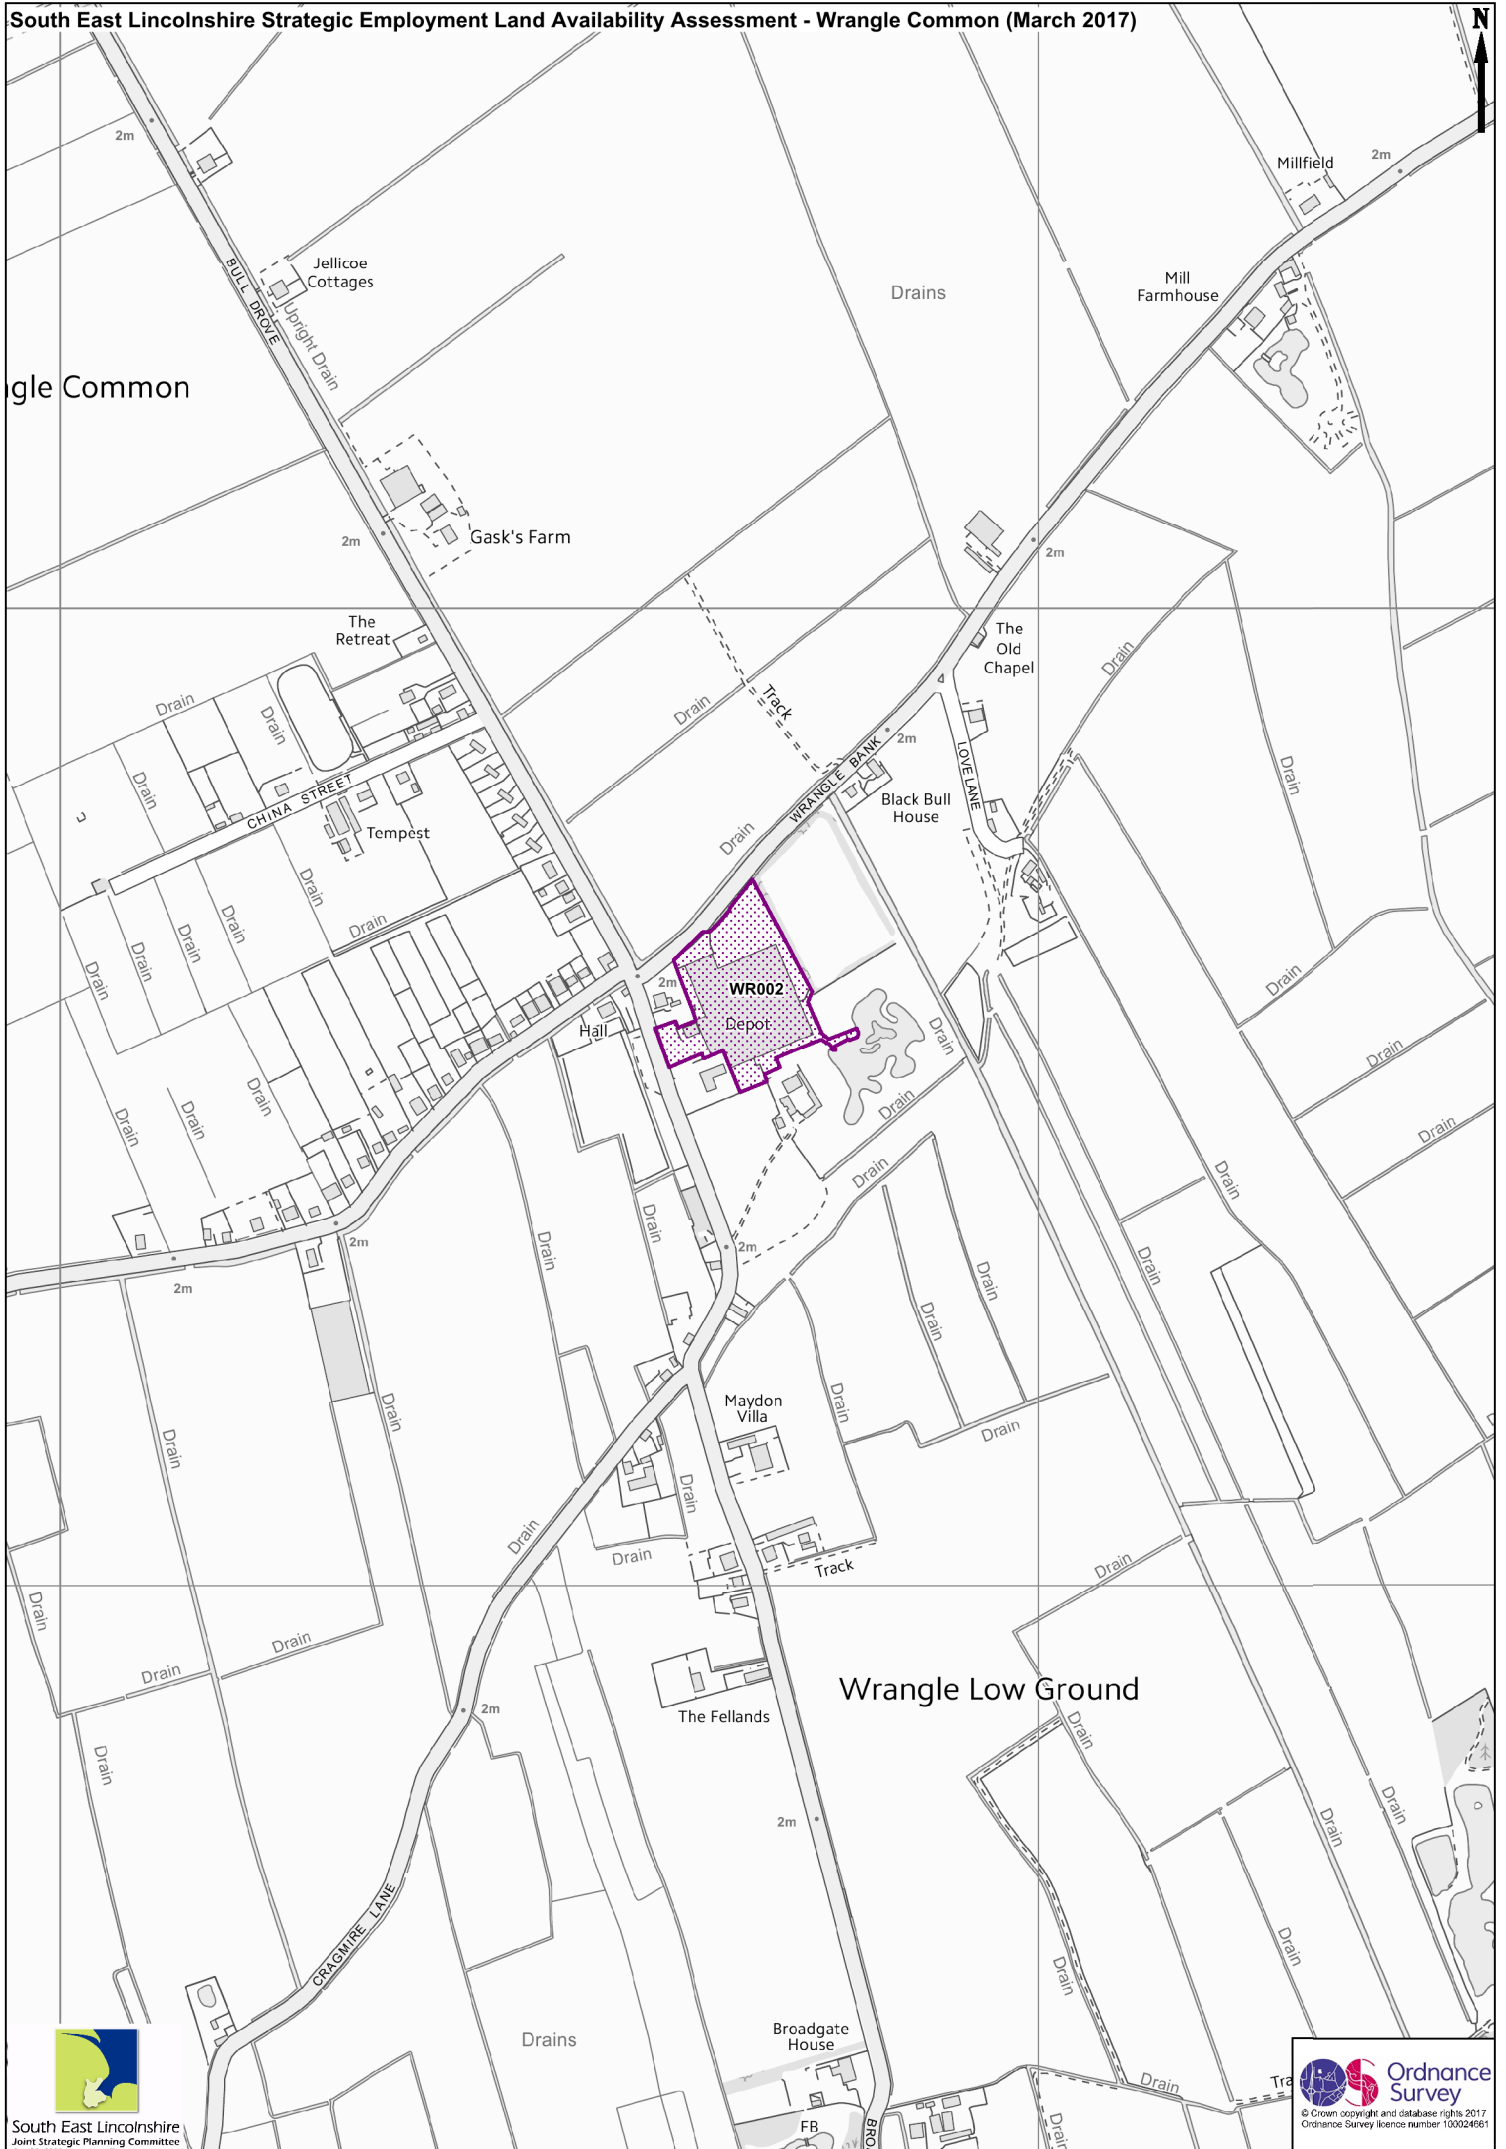 South East Lincolnshire Strategic Employment Land Availability Assessment - Wrangle Common (March 2017)
N
2m
2m
Millfield
BULL DROVE
Jellicoe
Cottages
Upright Drain
Drains
Mill
Farmhouse
gle Common
2m
Gask's Farm
2m
The
Retreat
The
Old
Chapel
Drain
Drain
Drain
Drain
Track
Drain
2m
WRANGLE BANK
LOVE LANE
Drain
Drain
CHINA STREET
Tempest
Black Bull
House
Drain
Drain
Drain
Drain
Drain
Drain
Drain
2m
WR002
Depot
Hall
Drain
Drain
Drain
Drain
Drain
Drain
Drain
Drain
Drain
Drain
Drain
2m
2m
Drain
Drain
2m
Drain
Drain
Drain
Maydon
Villa
Drain
Drain
Drain
Drain
Drain
Drain
Drain
Track
Drain
Drain
Drain
Drain
Wrangle Low Ground
2m
The Fellands
Drain
Drain
2m
Drain
Drain
CRAGMIRE LANE
Drain
Drain
Drains
Broadgate
House
Drain
Tra
FB
BRO
Drain
South East Lincolnshire
Joint Strategic Planning Committee
Ordnance
Survey
© Crown copyright and database rights 2017
Ordnance Survey licence number 100024661